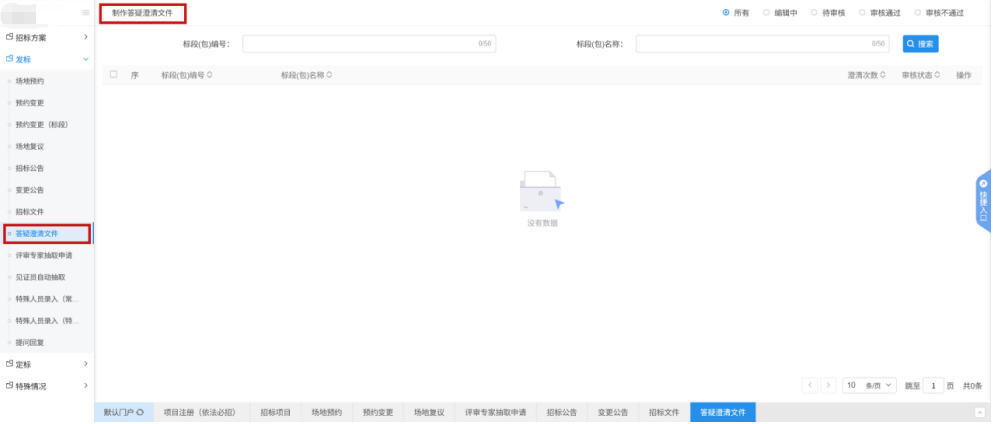 制作答疑澄清文件
所有 编辑中 待审核 审核通过 审核不通过
招标方案
标段(包)编号: 0/50 标段(包)名称: 0/50 搜索
发标
序 标段(包)编号 标段(包)名称 澄清次数 审核状态 操作
场地预约
预约变更
预约变更（标段）
场地复议
招标公告
变更公告
招标文件
答疑澄清文件
评审专家抽取申请
见证员自动抽取
特殊人员录入（常...
特殊人员录入（特...
提问回复
定标
特殊情况
没有数据
快捷入口
10 条/页 跳至 1 页 共0条
默认门户 项目注册（依法必招） 招标项目 场地预约 预约变更 场地复议 评审专家抽取申请 招标公告 变更公告 招标文件 答疑澄清文件